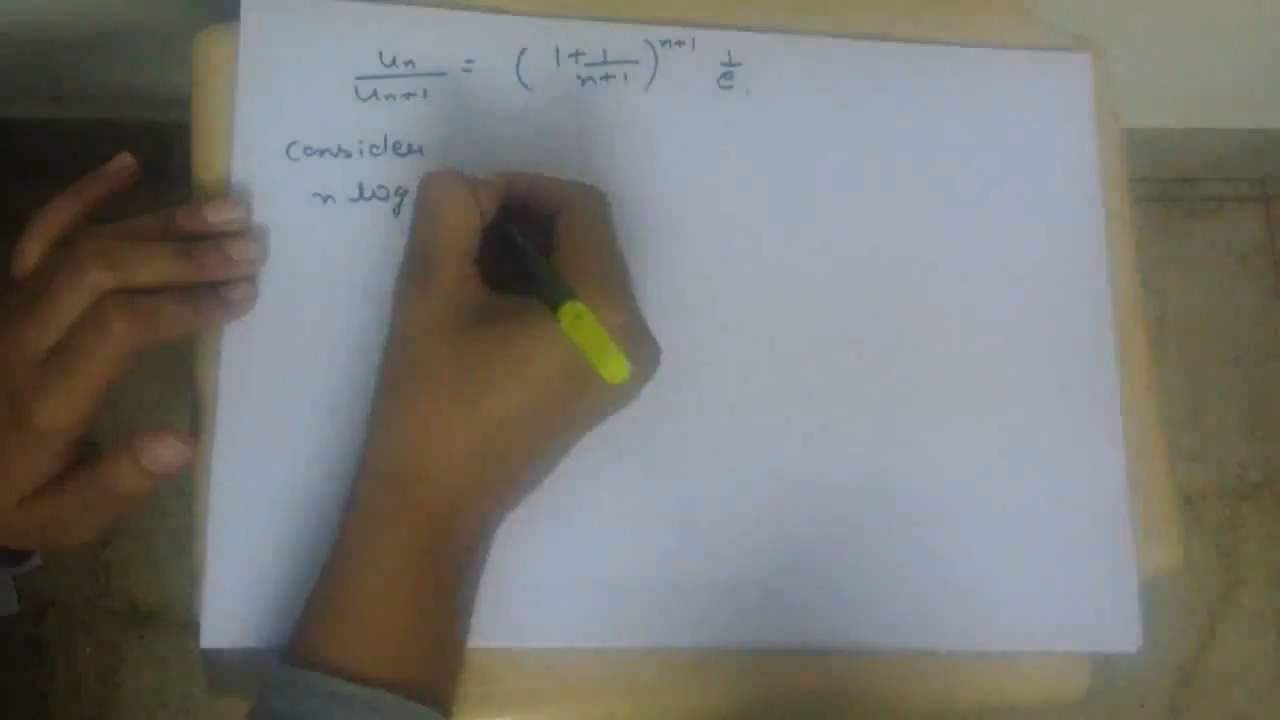 uₙ/uₙ₊₁ = (1+1/(n+1))ⁿ⁺¹ 1/e.
consider
n log